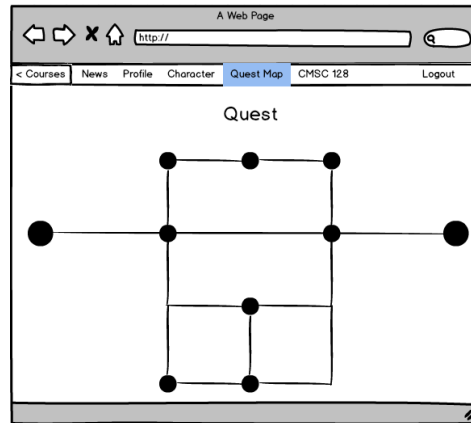 A Web Page
http://
< Courses News Profile Character Quest Map CMSC 128 Logout
Quest